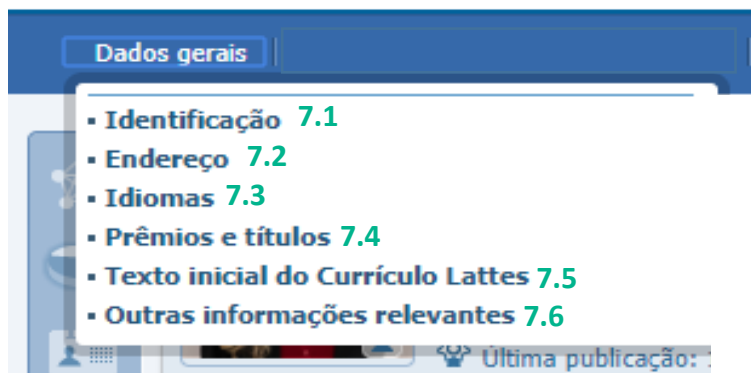 Dados gerais
▪ Identificação 7.1
▪ Endereço 7.2
▪ Idiomas 7.3
▪ Prêmios e títulos 7.4
▪ Texto inicial do Currículo Lattes 7.5
▪ Outras informações relevantes 7.6
Última publicação: